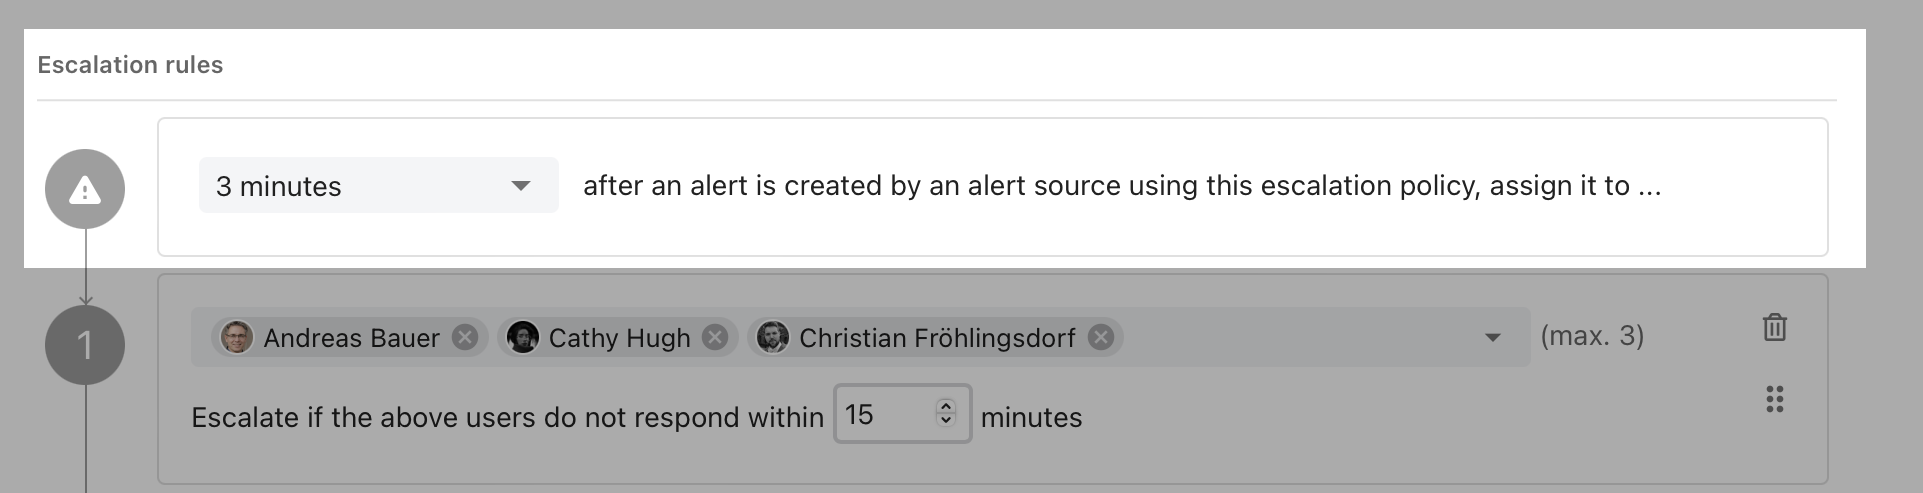 Escalation rules
3 minutes after an alert is created by an alert source using this escalation policy, assign it to ...
1
Andreas Bauer Cathy Hugh Christian Fröhlingsdorf (max. 3)
Escalate if the above users do not respond within 15 minutes